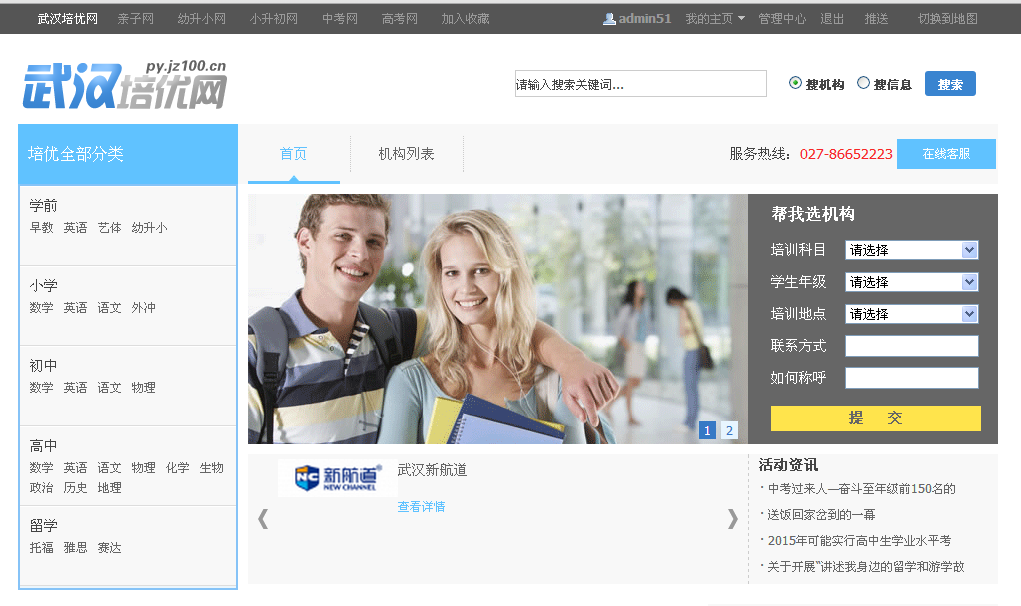 武汉培优网 亲子网 幼升小网 小升初网 中考网 高考网 加入收藏 admin51 我的主页 管理中心 退出 推送 切换到地图
武汉培优网 py.jz100.cn
请输入搜索关键词... 搜机构 搜信息 搜索
培优全部分类
首页 机构列表
服务热线：027-86652223 在线客服
学前
早教 英语 艺体 幼升小
小学
数学 英语 语文 外冲
初中
数学 英语 语文 物理
高中
数学 英语 语文 物理 化学 生物
政治 历史 地理
留学
托福 雅思 赛达
1 2
帮我选机构
培训科目 请选择
学生年级 请选择
培训地点 请选择
联系方式
如何称呼
提 交
NC 新航道 NEW CHANNEL
武汉新航道
查看详情
活动资讯
·中考过来人—奋斗至年级前150名的
·送饭回家岔到的一幕
·2015年可能实行高中生学业水平考
·关于开展“讲述我身边的留学和游学故